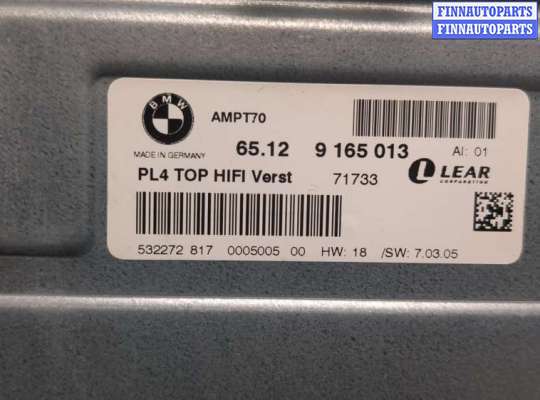 FINNAUTOPARTS
FINNAUTOPARTS
BMW
AMPT70
MADE IN GERMANY
65.12 9 165 013 AI: 01
PL4 TOP HIFI Verst 71733 LEAR
CORPORATION
532272 817 0005005 00 HW: 18 /SW: 7.03.05